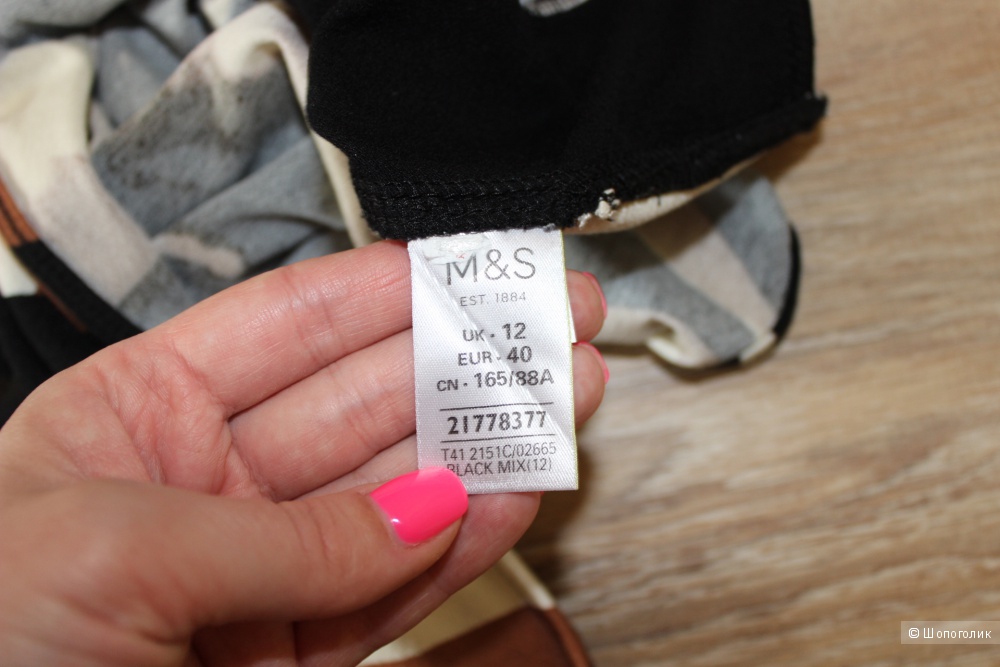 M&S
EST. 1884
UK - 12
EUR - 40
CN - 165/88A
21778377
T41 2151C/02665
BLACK MIX(12)
© Шопоголик